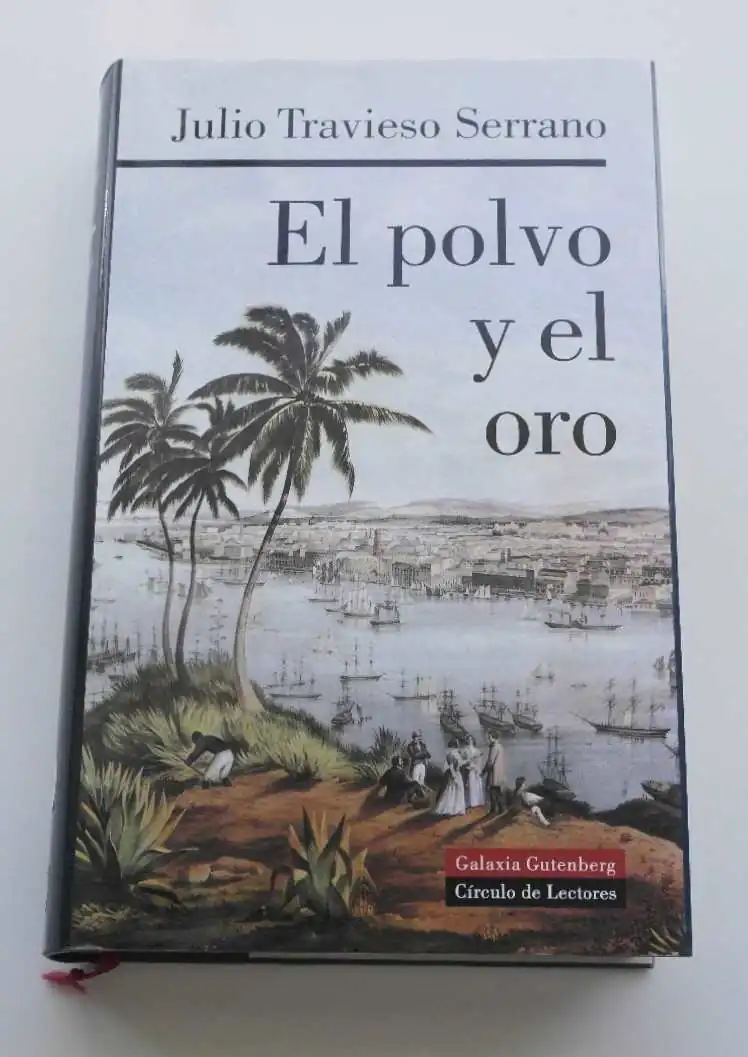 Julio Travieso Serrano
El polvo
y el
oro
Galaxia Gutenberg
Círculo de Lectores